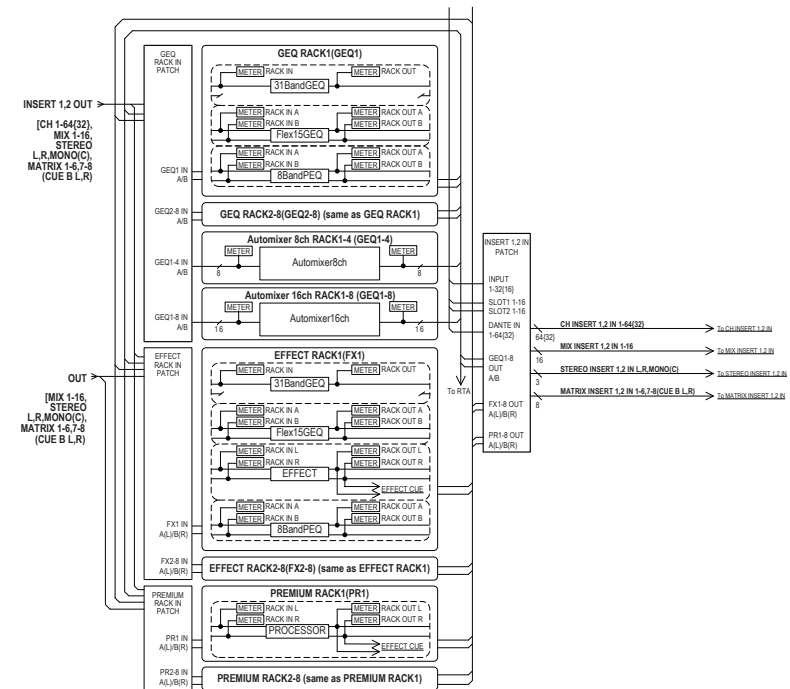 GEQ
RACK IN
PATCH
GEQ RACK1(GEQ1)
METER RACK IN
METER RACK OUT
31BandGEQ
METER RACK IN A
METER RACK OUT A
METER RACK IN B
METER RACK OUT B
Flex15GEQ
METER RACK IN A
METER RACK OUT A
METER RACK IN B
METER RACK OUT B
8BandPEQ
INSERT 1,2 OUT
[CH 1-64{32},
MIX 1-16,
STEREO
L,R,MONO(C),
MATRIX 1-6,7-8
(CUE B L,R)
GEQ1 IN
A/B
GEQ2-8 IN
A/B
GEQ RACK2-8(GEQ2-8) (same as GEQ RACK1)
Automixer 8ch RACK1-4 (GEQ1-4)
METER
METER
Automixer8ch
GEQ1-4 IN
A/B
8
8
Automixer 16ch RACK1-8 (GEQ1-8)
METER
METER
Automixer16ch
GEQ1-8 IN
A/B
16
16
INSERT 1,2 IN
PATCH
INPUT
1-32{16}
SLOT1 1-16
SLOT2 1-16
DANTE IN
1-64{32}
GEQ1-8
OUT
A/B
FX1-8 OUT
A(L)/B(R)
PR1-8 OUT
A(L)/B(R)
CH INSERT 1,2 IN 1-64{32}
64{32}
To CH INSERT 1,2 IN
MIX INSERT 1,2 IN 1-16
16
To MIX INSERT 1,2 IN
STEREO INSERT 1,2 IN L,R,MONO(C)
3
To STEREO INSERT 1,2 IN
MATRIX INSERT 1,2 IN 1-6,7-8(CUE B L,R)
8
To MATRIX INSERT 1,2 IN
To RTA
EFFECT
RACK IN
PATCH
EFFECT RACK1(FX1)
METER RACK IN
METER RACK OUT
31BandGEQ
OUT
[MIX 1-16,
STEREO
L,R,MONO(C),
MATRIX 1-6,7-8
(CUE B L,R)
METER RACK IN A
METER RACK OUT A
METER RACK IN B
METER RACK OUT B
Flex15GEQ
METER RACK IN L
METER RACK OUT L
METER RACK IN R
METER RACK OUT R
EFFECT
EFFECT CUE
METER RACK IN A
METER RACK OUT A
METER RACK IN B
METER RACK OUT B
8BandPEQ
FX1 IN
A(L)/B(R)
FX2-8 IN
A(L)/B(R)
EFFECT RACK2-8(FX2-8) (same as EFFECT RACK1)
PREMIUM
RACK IN
PATCH
PREMIUM RACK1(PR1)
METER RACK IN L
METER RACK OUT L
METER RACK IN R
METER RACK OUT R
PROCESSOR
EFFECT CUE
PR1 IN
A(L)/B(R)
PR2-8 IN
A(L)/B(R)
PREMIUM RACK2-8 (same as PREMIUM RACK1)